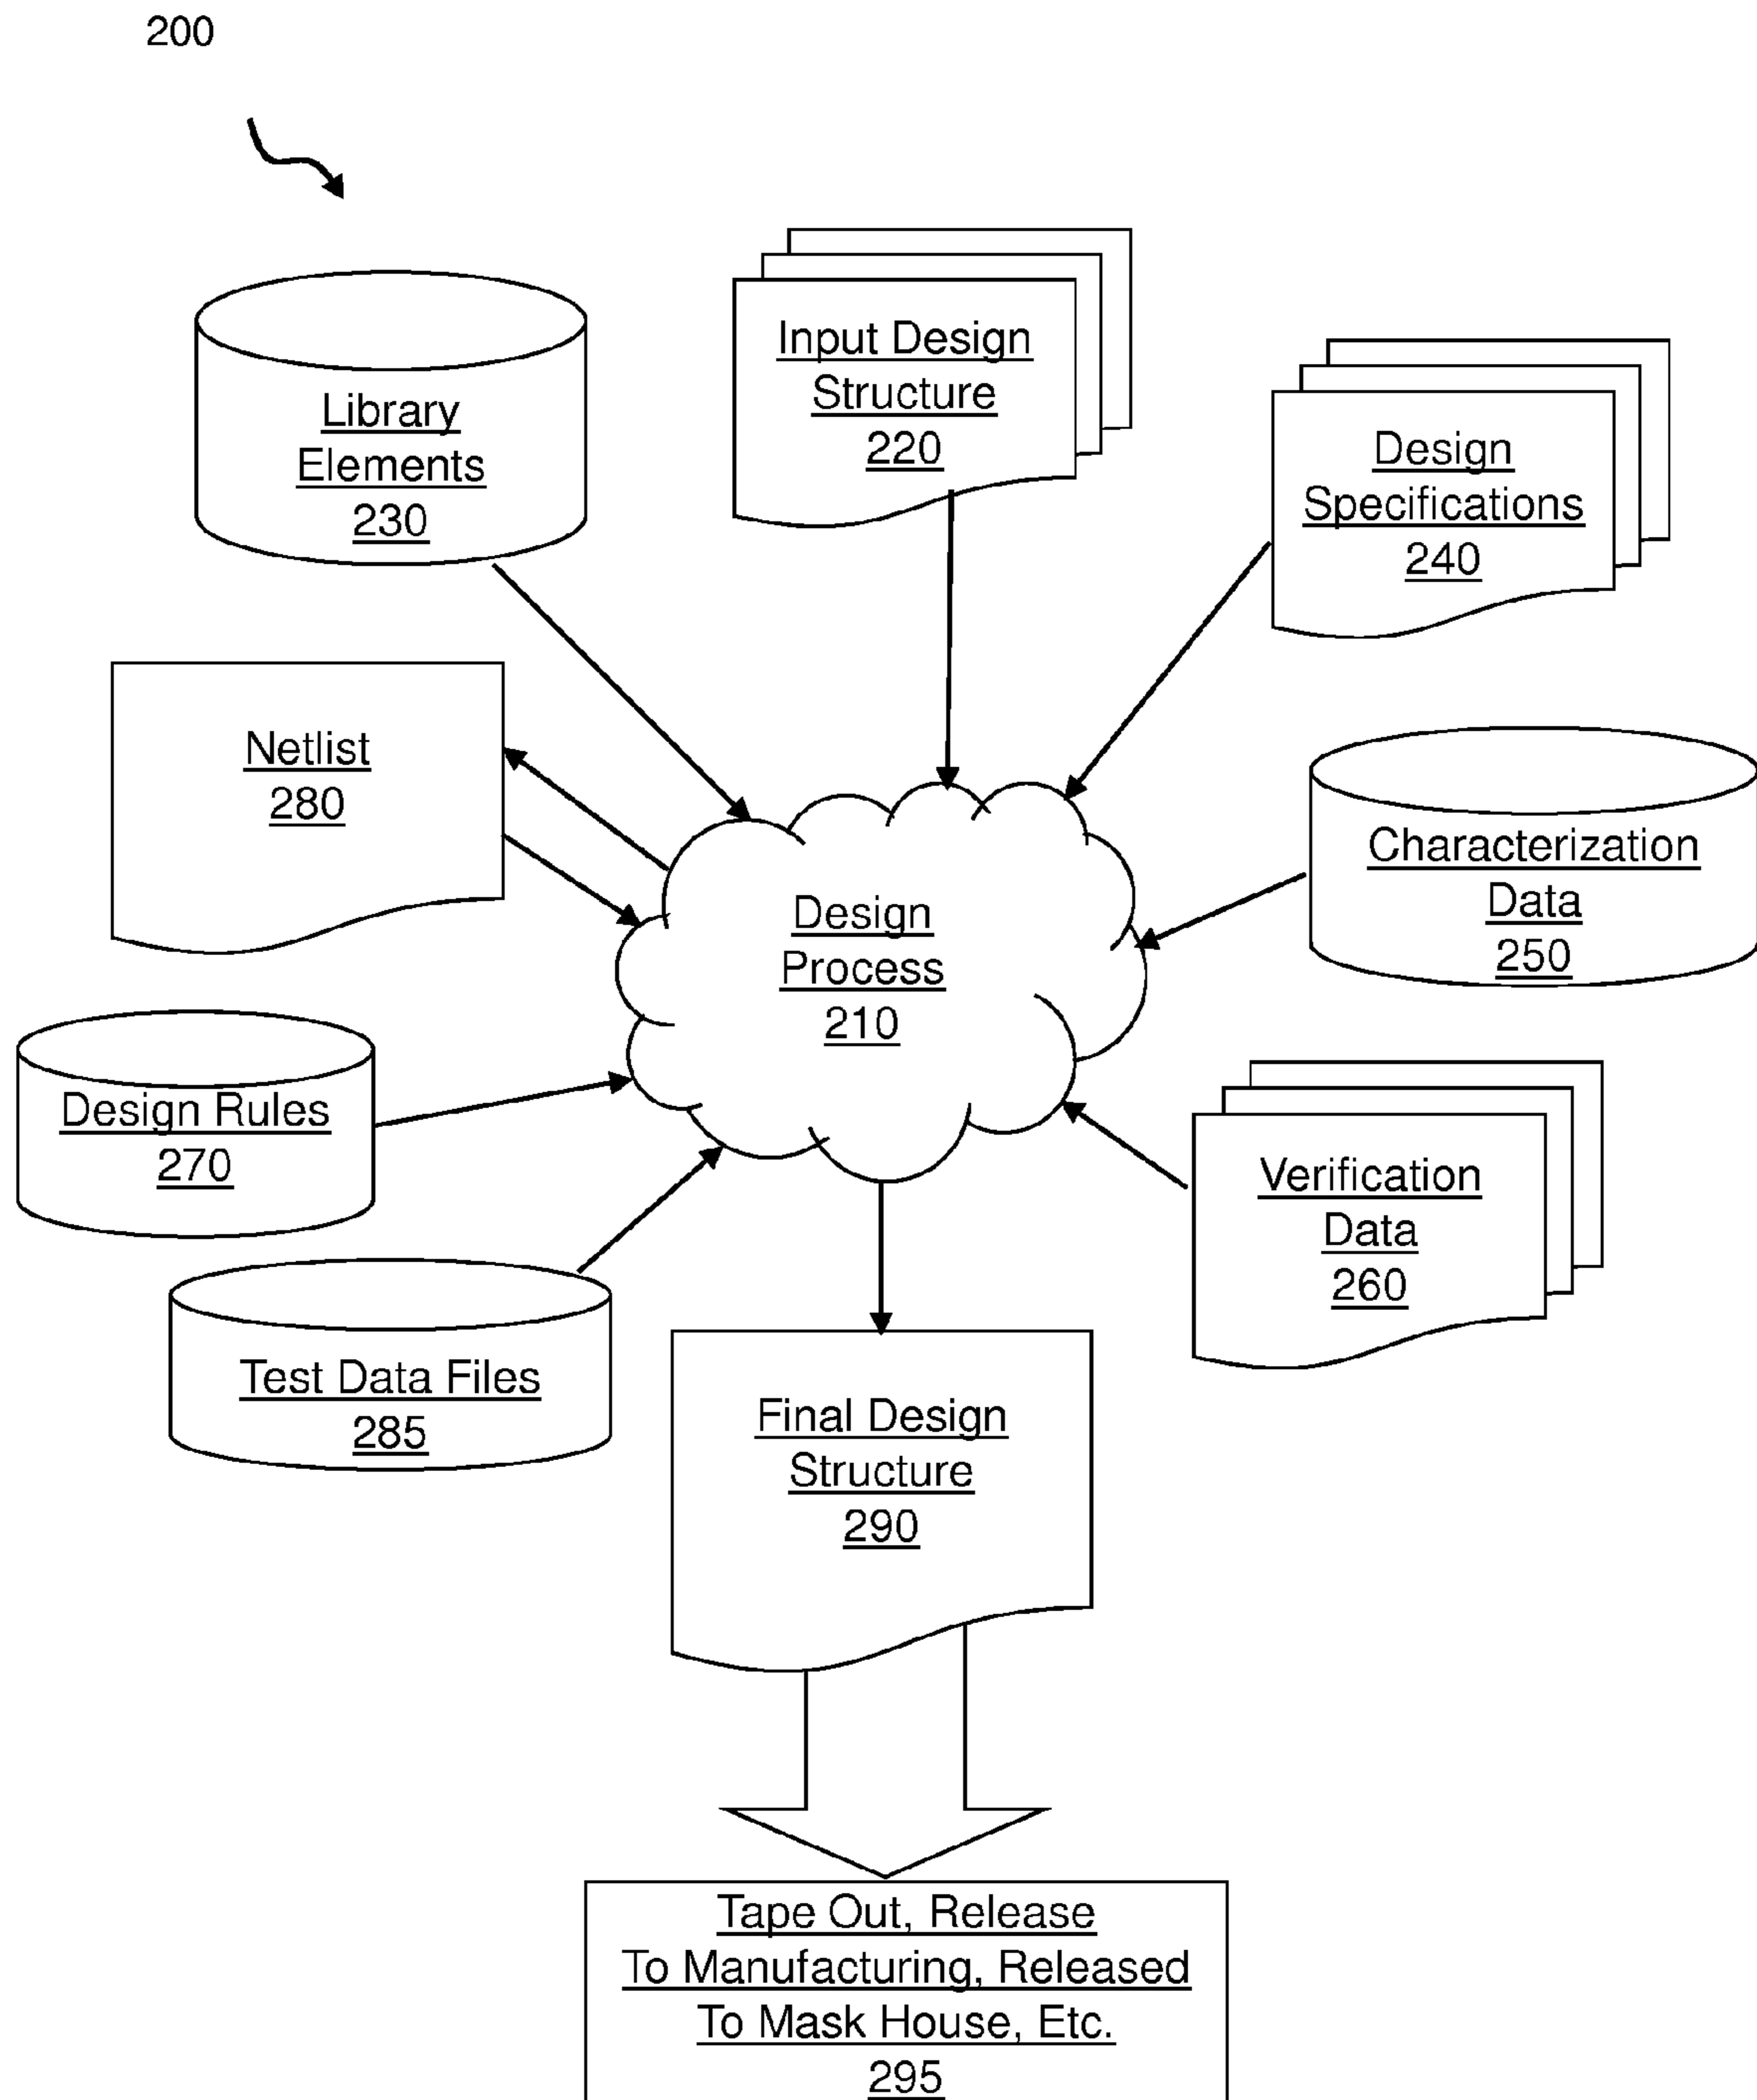 200
Input Design
Structure
220
Library
Elements
230
Design
Specifications
240
Netlist
280
Characterization
Data
250
Design
Process
210
Design Rules
270
Verification
Data
260
Test Data Files
285
Final Design
Structure
290
Tape Out, Release
To Manufacturing, Released
To Mask House, Etc.
295